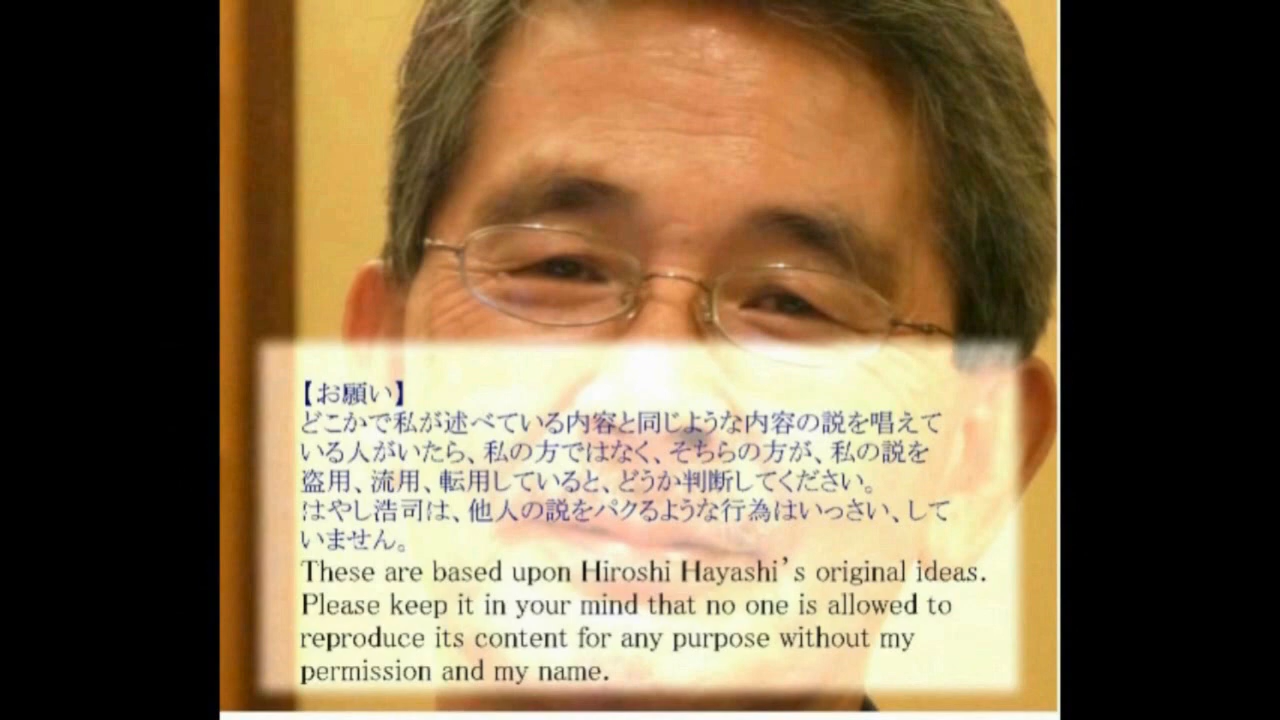 【お願い】
どこかで私が述べている内容と同じような内容の説を唱えて
いる人がいたら、私の方ではなく、そちらの方が、私の説を
盗用、流用、転用していると、どうか判断してください。
はやし浩司は、他人の説をパクるような行為はいっさい、して
いません。
These are based upon Hiroshi Hayashi’s original ideas.
Please keep it in your mind that no one is allowed to
reproduce its content for any purpose without my
permission and my name.